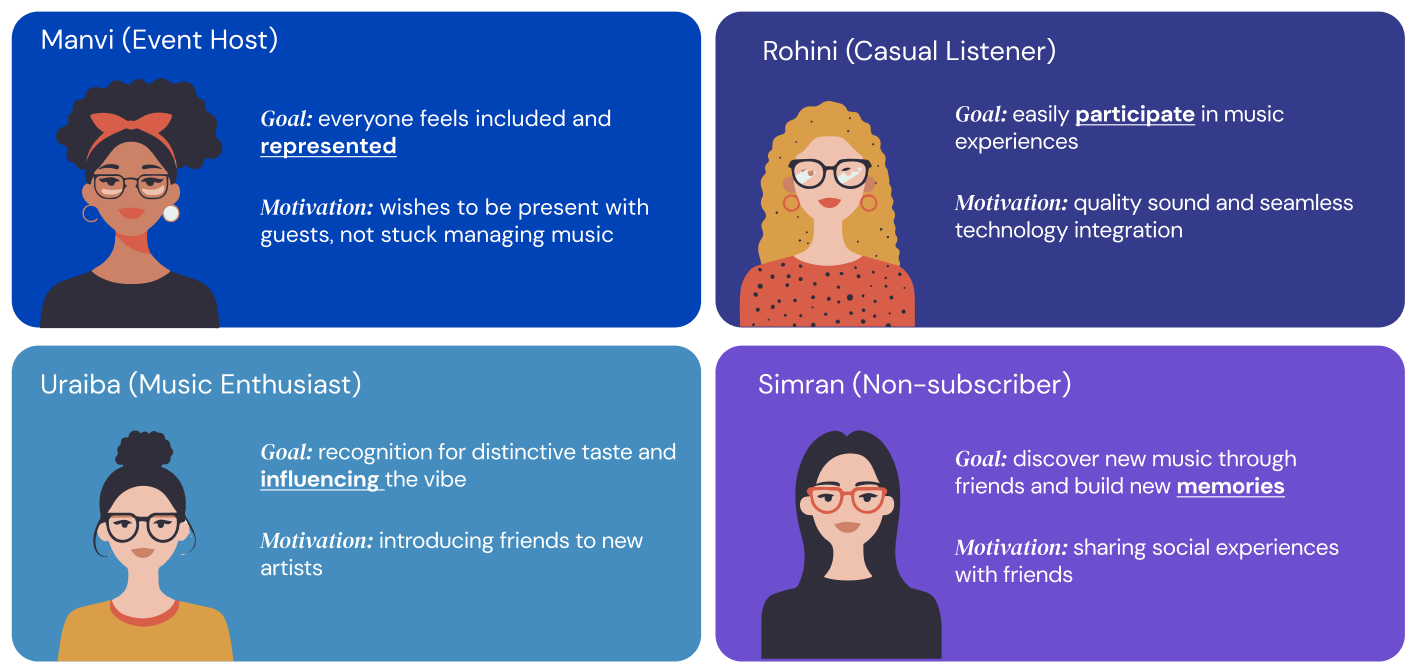 Manvi (Event Host)
Goal: everyone feels included and
represented
Motivation: wishes to be present with
guests, not stuck managing music
Rohini (Casual Listener)
Goal: easily participate in music
experiences
Motivation: quality sound and seamless
technology integration
Uraiba (Music Enthusiast)
Goal: recognition for distinctive taste and
influencing the vibe
Motivation: introducing friends to new
artists
Simran (Non-subscriber)
Goal: discover new music through
friends and build new memories
Motivation: sharing social experiences
with friends